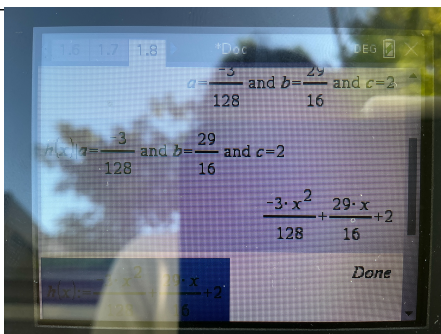 1.6 1.7 1.8 *Doc DEG
a=-3/128 and b=29/16 and c=2
h(x)|a=-3/128 and b=29/16 and c=2
-3·x²/128+29·x/16+2
Done